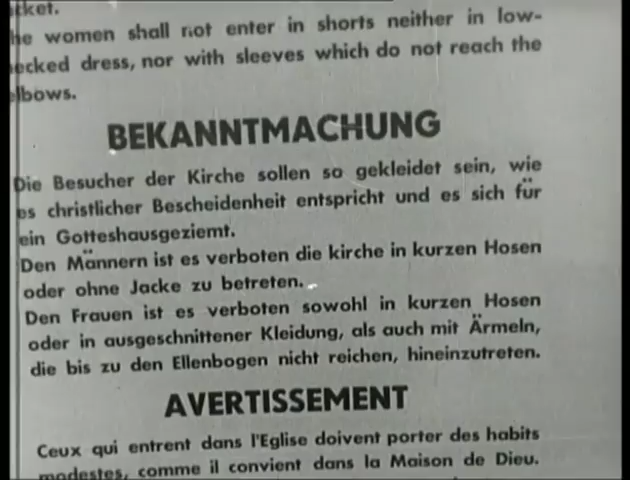 cket.
he women shall not enter in shorts neither in low-
ecked dress, nor with sleeves which do not reach the
elbows.
BEKANNTMACHUNG
Die Besucher der Kirche sollen so gekleidet sein, wie
es christlicher Bescheidenheit entspricht und es sich für
ein Gotteshausgeziemt.
Den Männern ist es verboten die kirche in kurzen Hosen
oder ohne Jacke zu betreten.
Den Frauen ist es verboten sowohl in kurzen Hosen
oder in ausgeschnittener Kleidung, als auch mit Ärmeln,
die bis zu den Ellenbogen nicht reichen, hineinzutreten.
AVERTISSEMENT
Ceux qui entrent dans l'Eglise doivent porter des habits
modestes, comme il convient dans la Maison de Dieu.